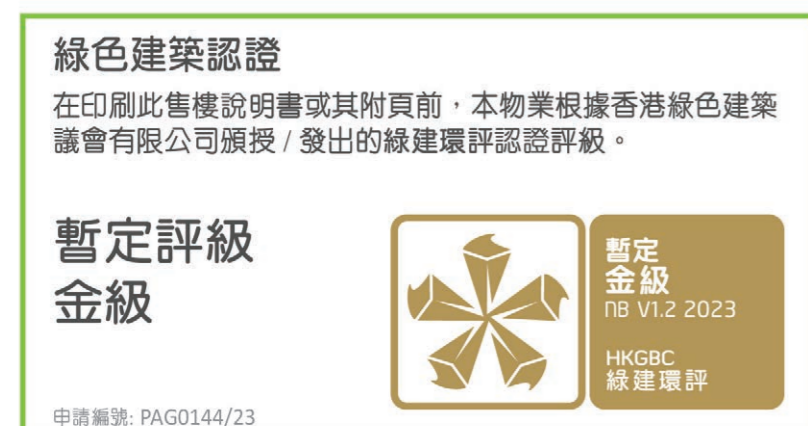 綠色建築認證
在印刷此售樓說明書或其附頁前，本物業根據香港綠色建築
議會有限公司頒授 / 發出的綠建環評認證評級。
暫定評級
金級
暫定
金級
NB V1.2 2023
HKGBC
綠建環評
申請編號: PAG0144/23